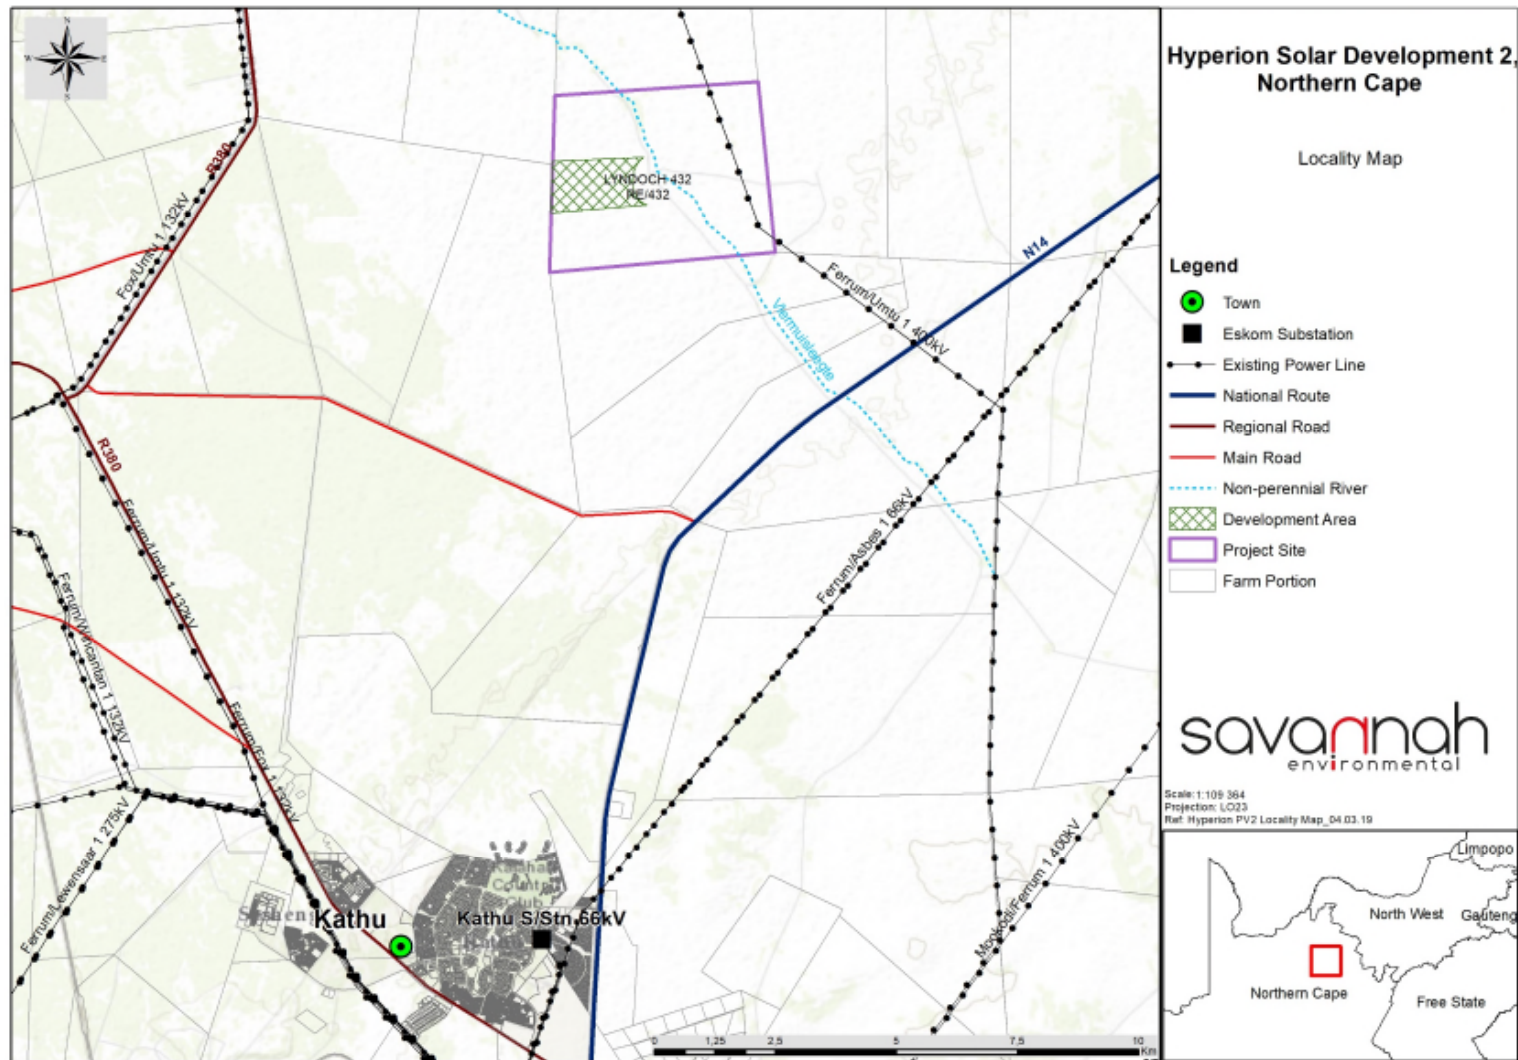 Hyperion Solar Development 2,
Northern Cape
Locality Map
Legend
Town
Eskom Substation
Existing Power Line
National Route
Regional Road
Main Road
Non-perennial River
Development Area
Project Site
Farm Portion
savannah
environmental
Scale: 1:109 364
Projection: LO23
Ref: Hyperion PV2 Locality Map_04.03.19
Limpopo
North West
Gauteng
Northern Cape
Free State
N
W
E
S
R380
Fox/Umtu 1 132kV
LYNDOCH 432
RE/432
N14
Ferrum/Umtu 1 400kV
Vlermuisleegte
R380
Ferrum/Umtu 1 132kV
Ferrum/Asbes 1 66kV
Ferrum/Fox 1 132kV
Ferrum/Lewensaar 1 275kV
Mookodi/Ferrum 1 400kV
Kathu
Kathu S/Stn 66kV
Country
Club
0
1,25
2,5
5
7,5
10
Km